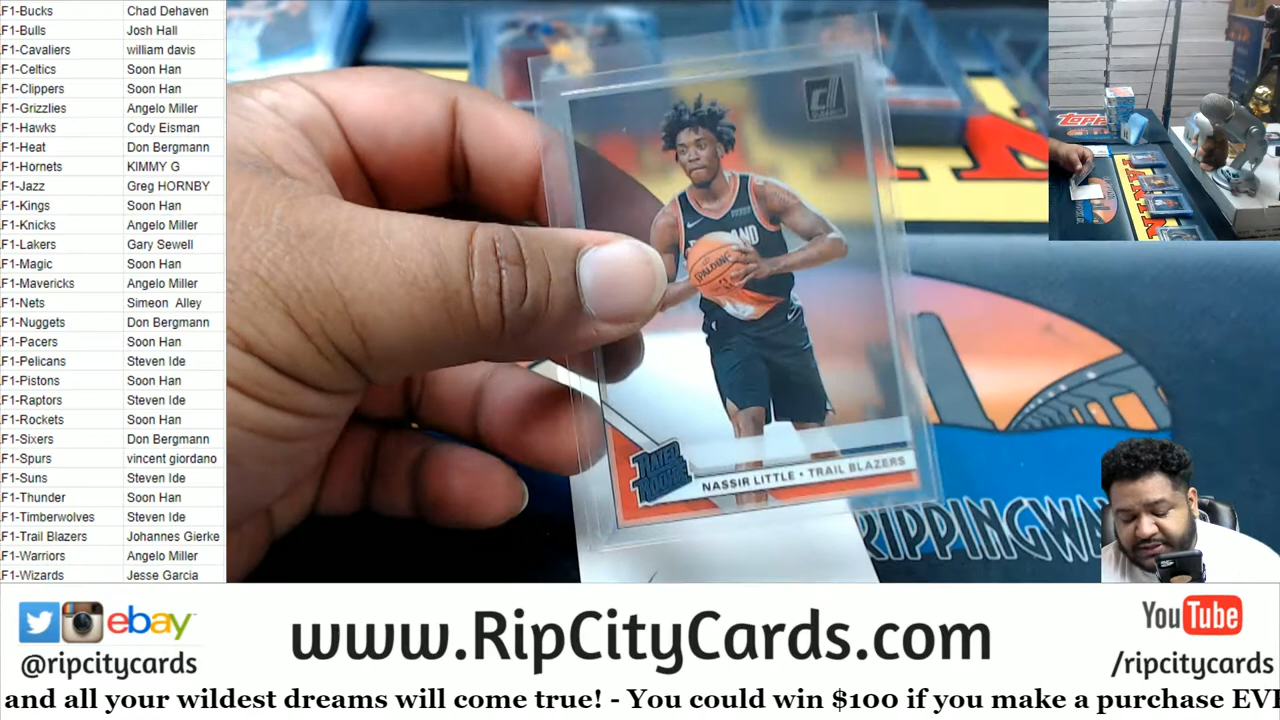 F1-Bucks Chad Dehaven
F1-Bulls Josh Hall
F1-Cavaliers william davis
F1-Celtics Soon Han
F1-Clippers Soon Han
F1-Grizzlies Angelo Miller
F1-Hawks Cody Eisman
F1-Heat Don Bergmann
F1-Hornets KIMMY G
F1-Jazz Greg HORNBY
F1-Kings Soon Han
F1-Knicks Angelo Miller
F1-Lakers Gary Sewell
F1-Magic Soon Han
F1-Mavericks Angelo Miller
F1-Nets Simeon Alley
F1-Nuggets Don Bergmann
F1-Pacers Soon Han
F1-Pelicans Steven Ide
F1-Pistons Soon Han
F1-Raptors Steven Ide
F1-Rockets Soon Han
F1-Sixers Don Bergmann
F1-Spurs vincent giordano
F1-Suns Steven Ide
F1-Thunder Soon Han
F1-Timberwolves Steven Ide
F1-Trail Blazers Johannes Gierke
F1-Warriors Angelo Miller
F1-Wizards Jesse Garcia
SPALDING
RATED
ROOKIE
NASSIR LITTLE • TRAIL BLAZERS
RIPPINGWA
TOPPS
PANINI
ebay
@ripcitycards
www.RipCityCards.com
YouTube
/ripcitycards
and all your wildest dreams will come true! - You could win $100 if you make a purchase EVE